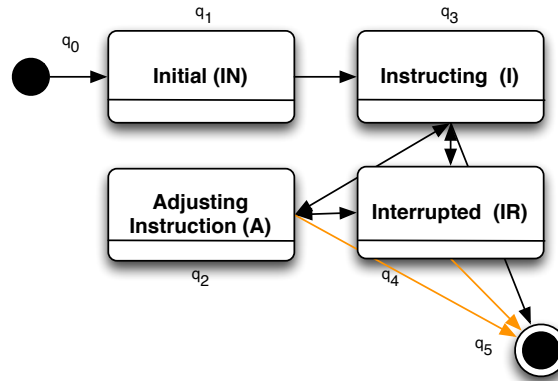 q1
q3
q0
Initial (IN)
Instructing (I)
Adjusting
Instruction (A)
Interrupted (IR)
q2
q4
q5